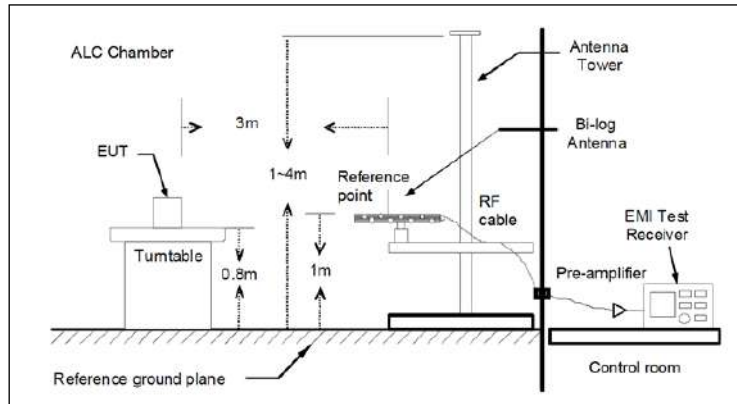 ALC Chamber
Antenna
Tower
3m
EUT
Bi-log
Antenna
1~4m
Reference
point
RF
cable
EMI Test
Receiver
Turntable
0.8m
1m
Pre-amplifier
Reference ground plane
Control room